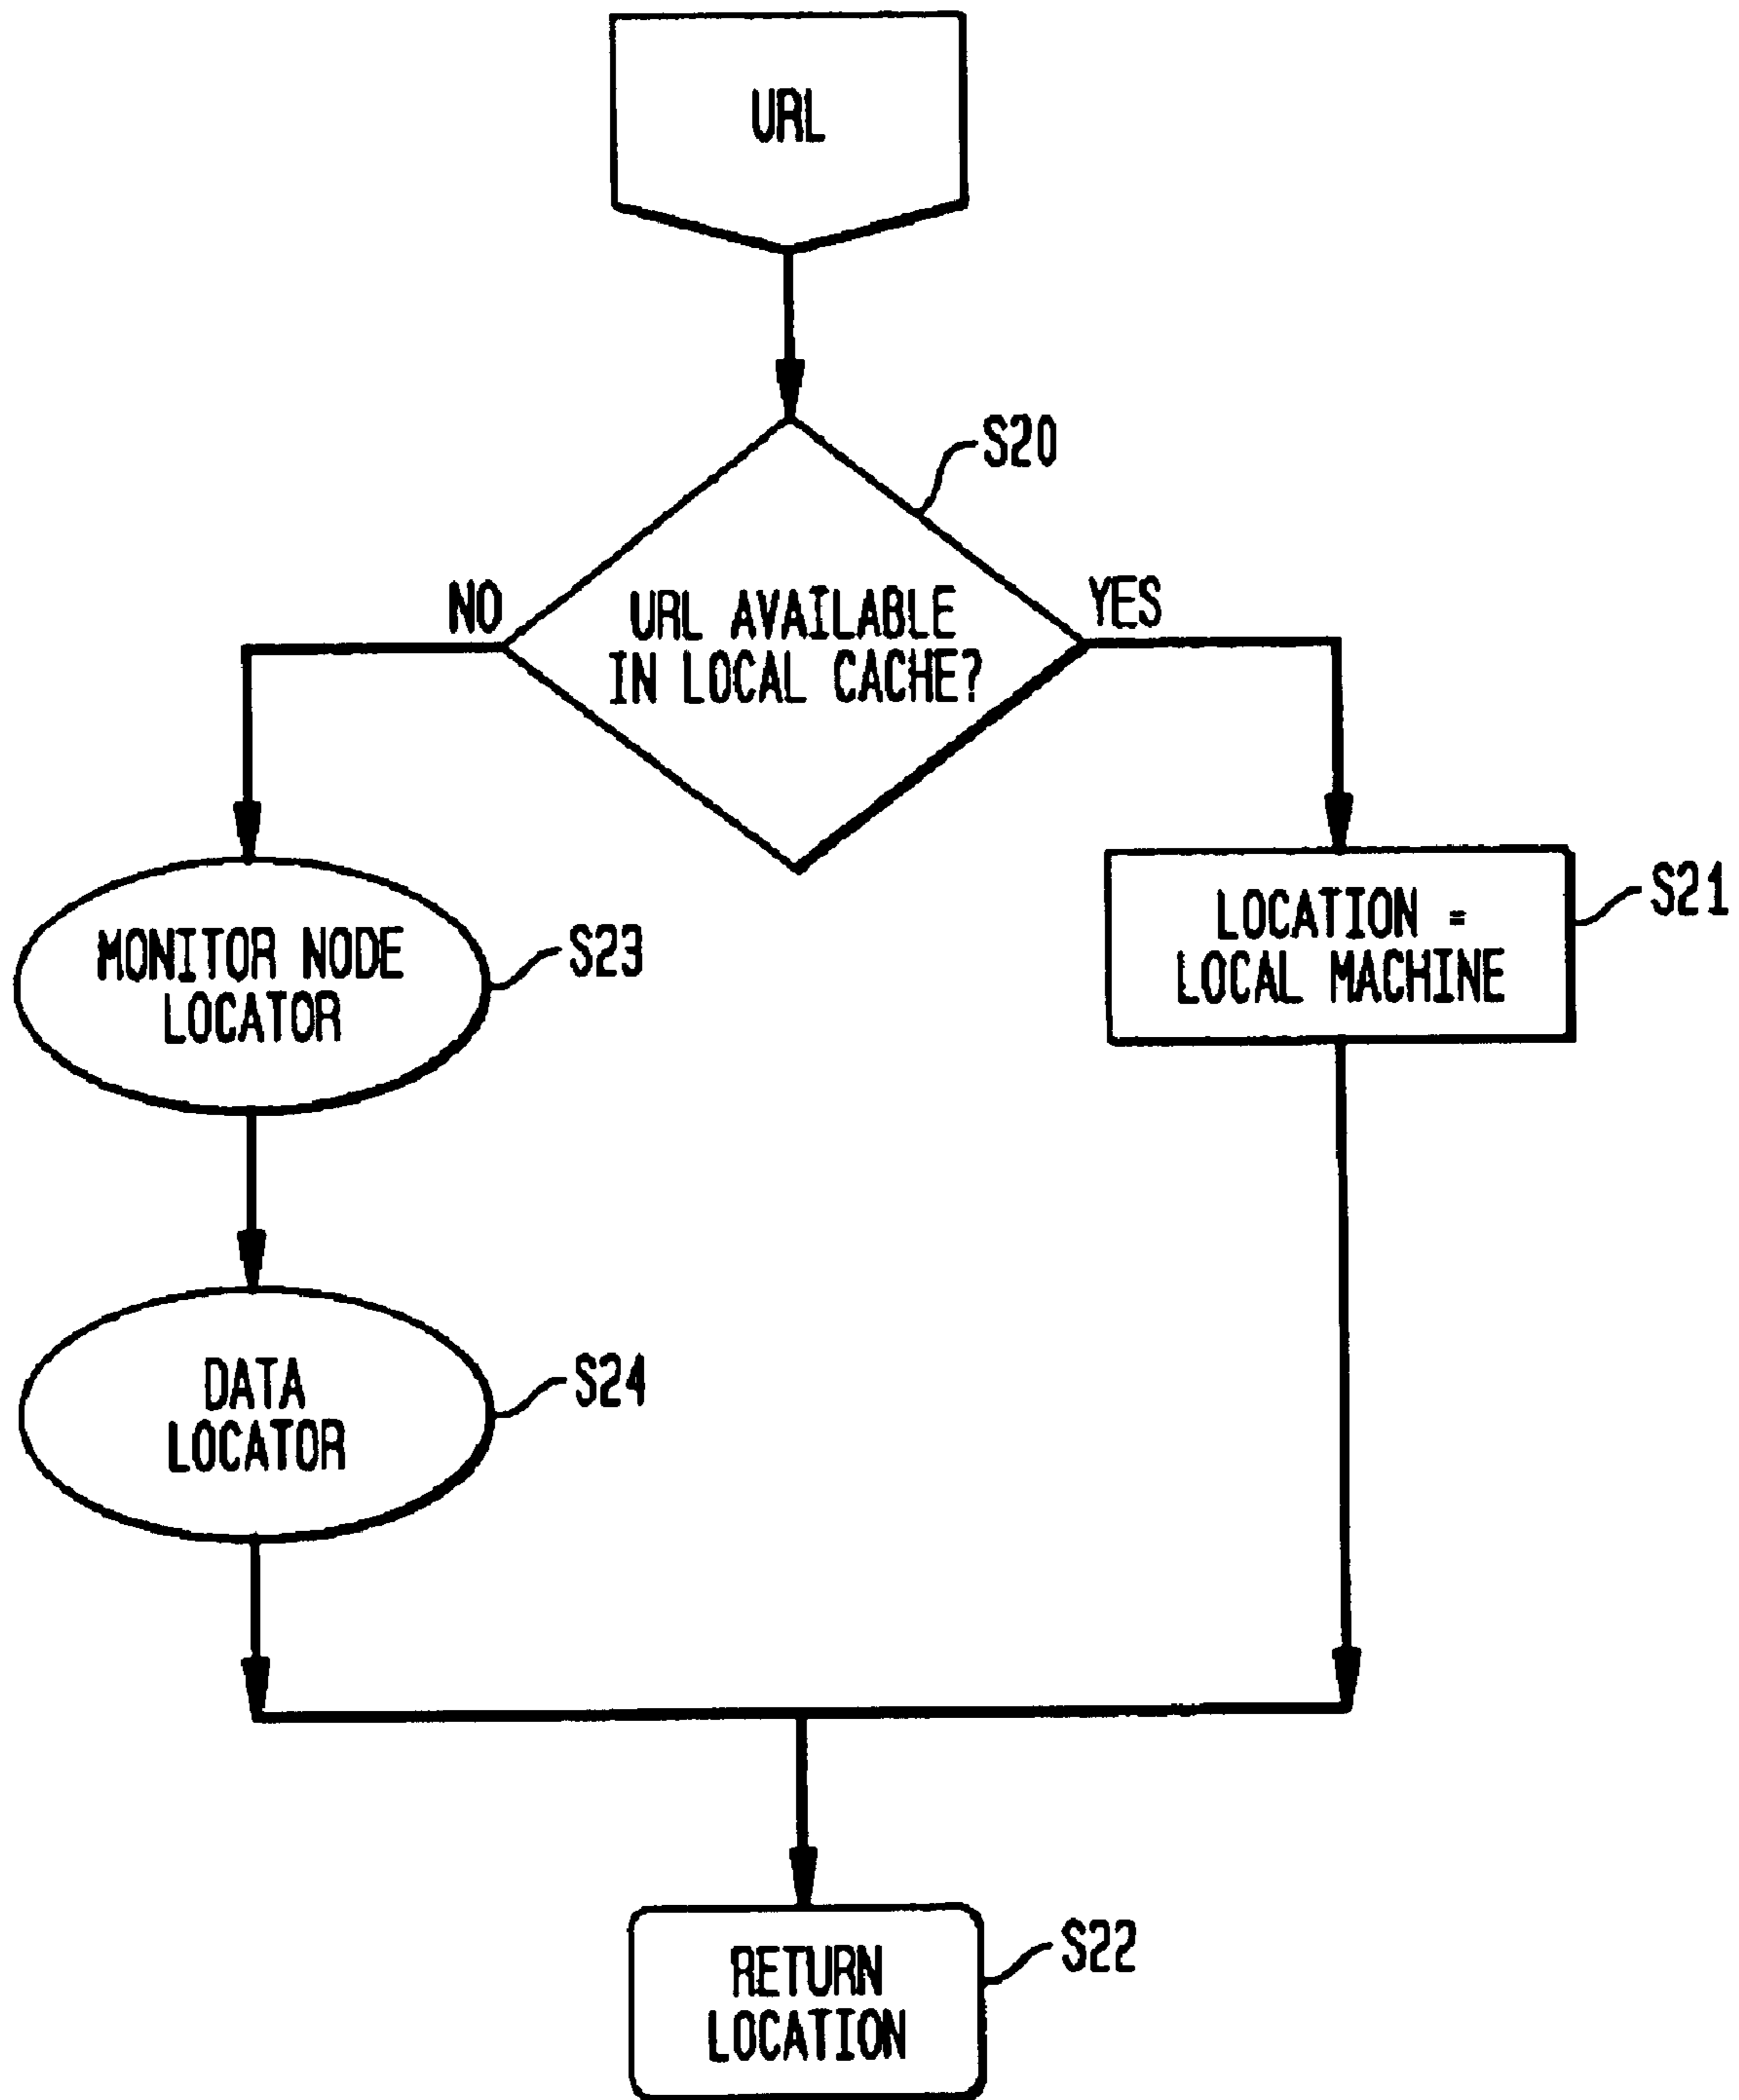 URL
S20
NO
YES
URL AVAILABLE
IN LOCAL CACHE?
LOCATION =
LOCAL MACHINE
S21
MONITOR NODE
LOCATOR
S23
DATA
LOCATOR
S24
RETURN
LOCATION
S22